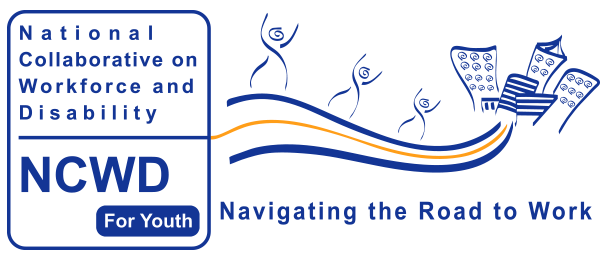 National
Collaborative on
Workforce and
Disability
NCWD
For Youth
Navigating the Road to Work